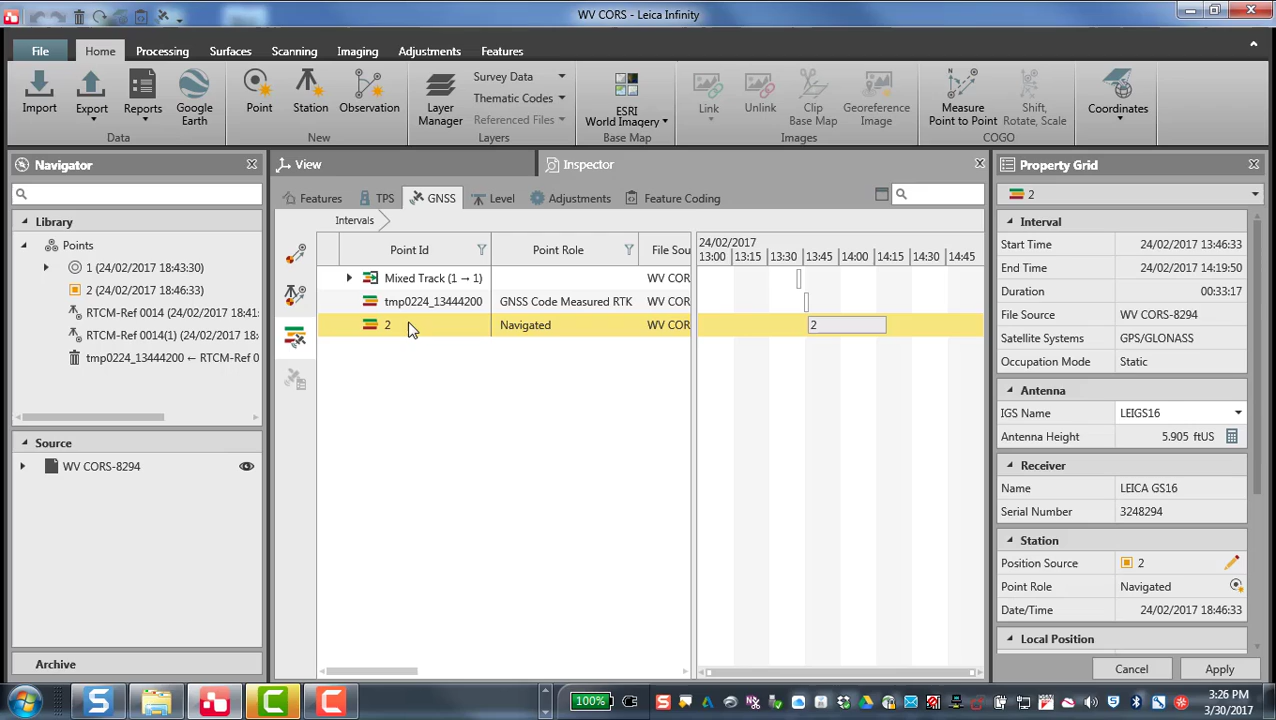 WV CORS - Leica Infinity
File Home Processing Surfaces Scanning Imaging Adjustments Features
Import Export Reports Google Earth Point Station Observation Layer Manager Survey Data Thematic Codes Referenced Files ESRI World Imagery Link Unlink Clip Base Map Georeference Image Measure Point to Point Shift, Rotate, Scale Coordinates
Data New Layers Base Map Images COGO
Navigator
Library
Points
1 (24/02/2017 18:43:30)
2 (24/02/2017 18:46:33)
RTCM-Ref 0014 (24/02/2017 18:41:
RTCM-Ref 0014(1) (24/02/2017 18:
tmp0224_13444200 ← RTCM-Ref 0
Source
WV CORS-8294
Archive
View Inspector
Features TPS GNSS Level Adjustments Feature Coding
Intervals
Point Id Point Role File Sou
24/02/2017
13:00 13:15 13:30 13:45 14:00 14:15 14:30 14:45
Mixed Track (1 → 1) WV COR
tmp0224_13444200 GNSS Code Measured RTK WV COR
2 Navigated WV COR 2
Property Grid
2
Interval
Start Time 24/02/2017 13:46:33
End Time 24/02/2017 14:19:50
Duration 00:33:17
File Source WV CORS-8294
Satellite Systems GPS/GLONASS
Occupation Mode Static
Antenna
IGS Name LEIGS16
Antenna Height 5.905 ftUS
Receiver
Name LEICA GS16
Serial Number 3248294
Station
Position Source 2
Point Role Navigated
Date/Time 24/02/2017 18:46:33
Local Position
Cancel Apply
100%
3:26 PM
3/30/2017